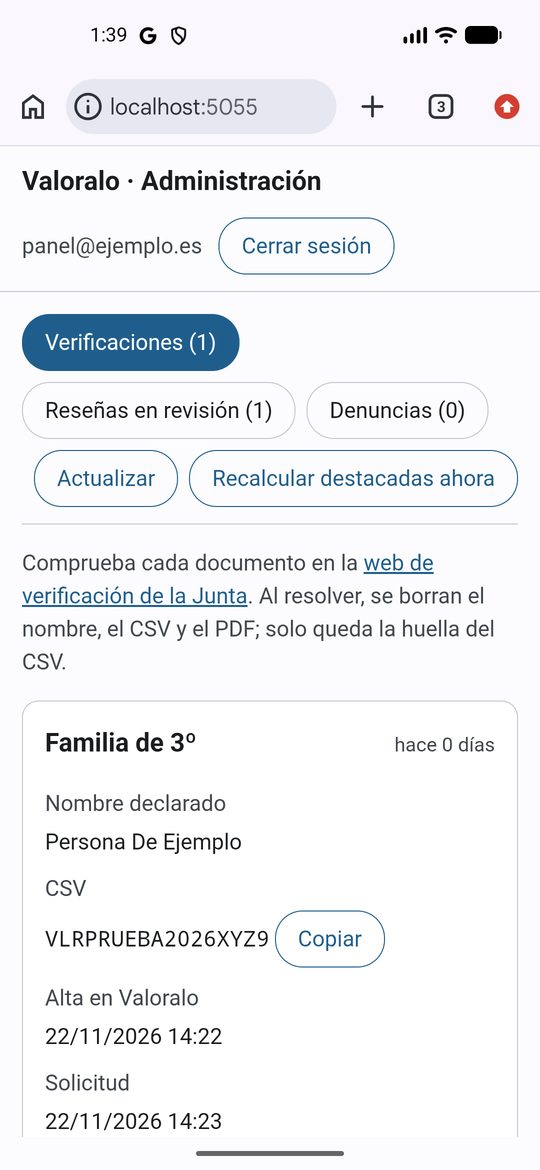 1:39
localhost:5055
3
Valoralo · Administración
panel@ejemplo.es
Cerrar sesión
Verificaciones (1)
Reseñas en revisión (1)
Denuncias (0)
Actualizar
Recalcular destacadas ahora
Comprueba cada documento en la web de
verificación de la Junta. Al resolver, se borran el
nombre, el CSV y el PDF; solo queda la huella del
CSV.
Familia de 3º
hace 0 días
Nombre declarado
Persona De Ejemplo
CSV
VLRPRUEBA2026XYZ9
Copiar
Alta en Valoralo
22/11/2026 14:22
Solicitud
22/11/2026 14:23